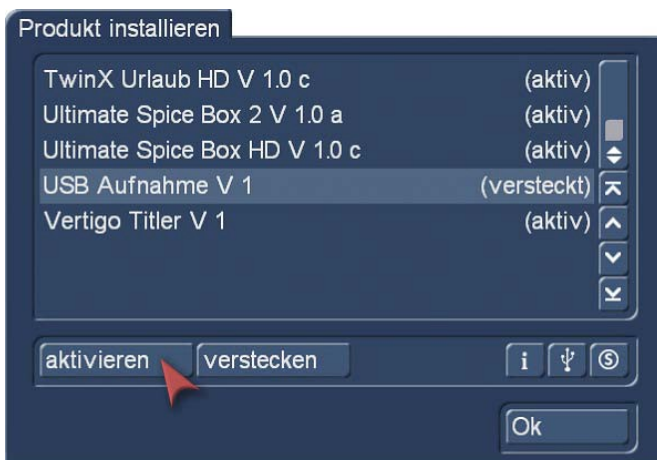 Produkt installieren
TwinX Urlaub HD V 1.0 c (aktiv)
Ultimate Spice Box 2 V 1.0 a (aktiv)
Ultimate Spice Box HD V 1.0 c (aktiv)
USB Aufnahme V 1 (versteckt)
Vertigo Titler V 1 (aktiv)
aktivieren verstecken i S
Ok